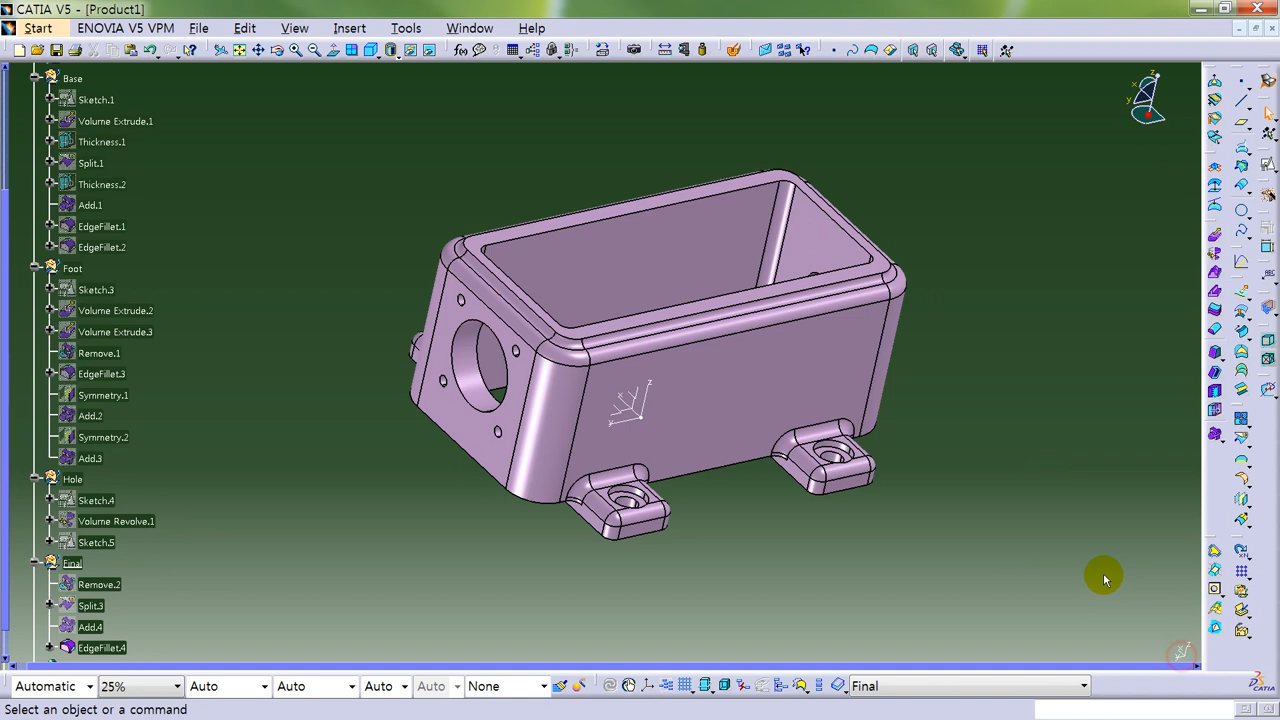 CATIA V5 - [Product1]
Start ENOVIA V5 VPM File Edit View Insert Tools Window Help
Base
Sketch.1
Volume Extrude.1
Thickness.1
Split.1
Thickness.2
Add.1
EdgeFillet.1
EdgeFillet.2
Foot
Sketch.3
Volume Extrude.2
Volume Extrude.3
Remove.1
EdgeFillet.3
Symmetry.1
Add.2
Symmetry.2
Add.3
Hole
Sketch.4
Volume Revolve.1
Sketch.5
Final
Remove.2
Split.3
Add.4
EdgeFillet.4
z
x
y
z
x
y
Automatic 25% Auto Auto Auto Auto None Final
Select an object or a command
CATIA